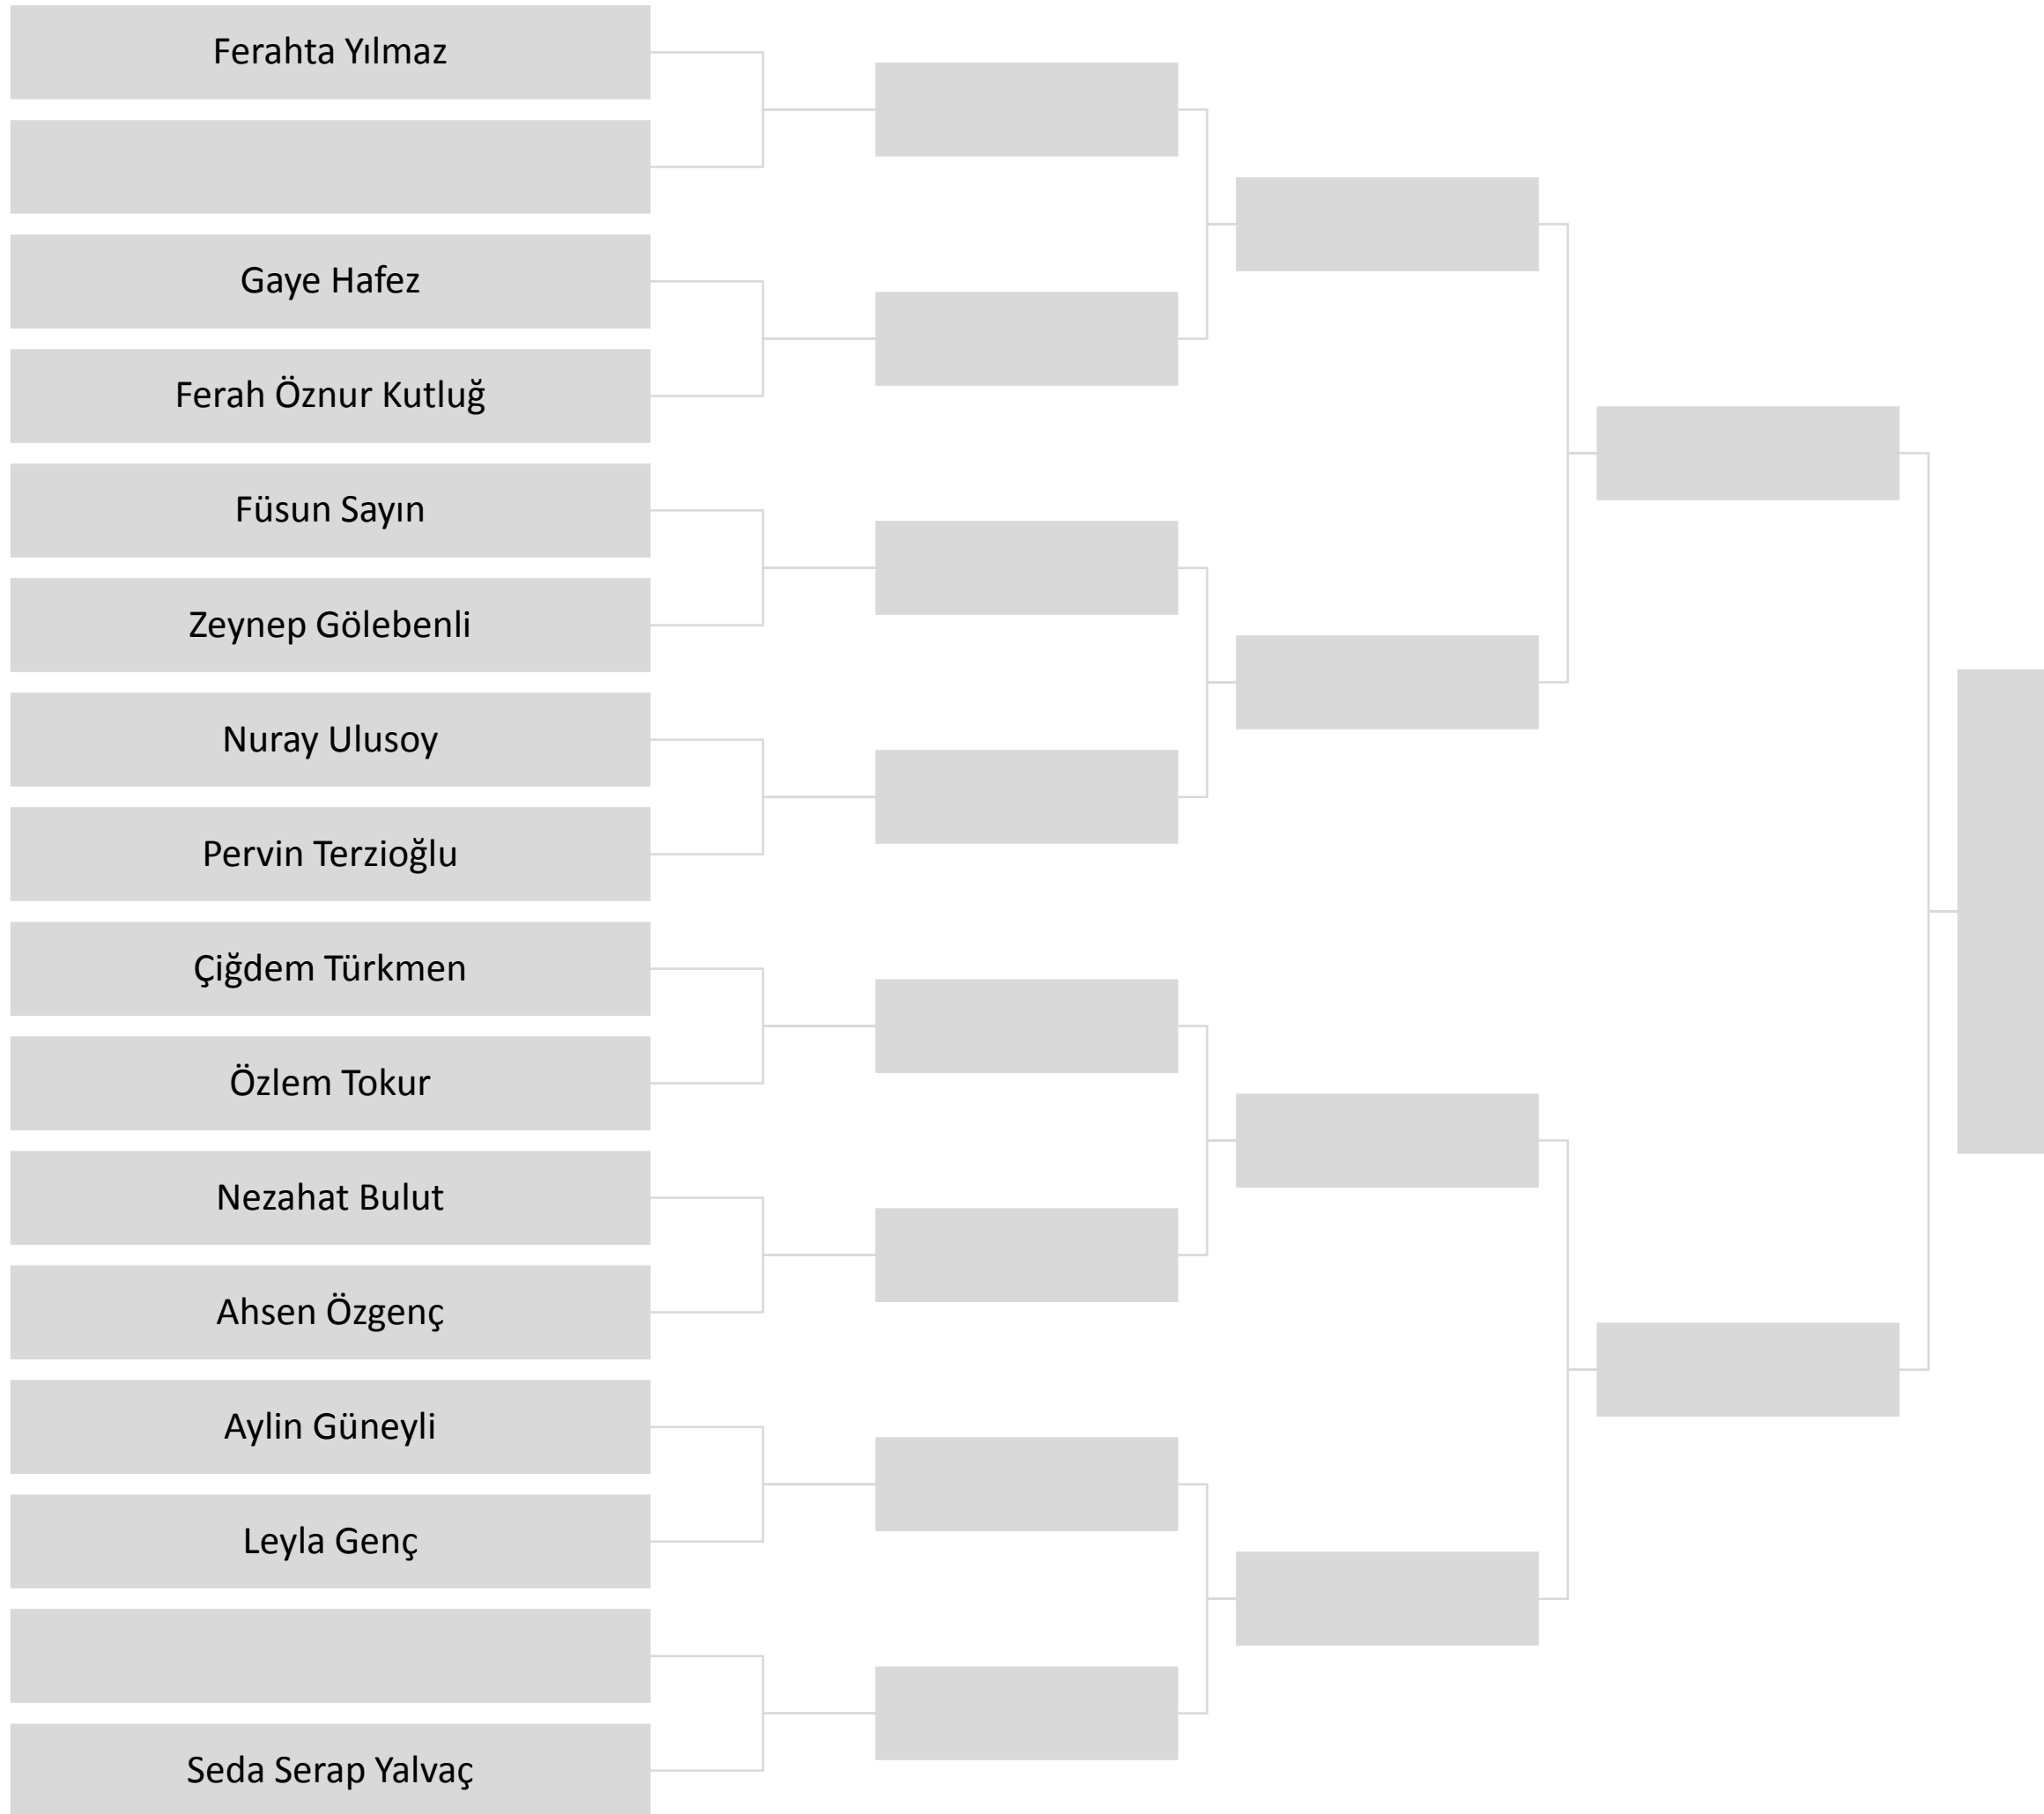 Ferahta Yılmaz
Gaye Hafez
Ferah Öznur Kutluğ
Füsun Sayın
Zeynep Gölebenli
Nuray Ulusoy
Pervin Terzioğlu
Çiğdem Türkmen
Özlem Tokur
Nezahat Bulut
Ahsen Özgenç
Aylin Güneyli
Leyla Genç
Seda Serap Yalvaç